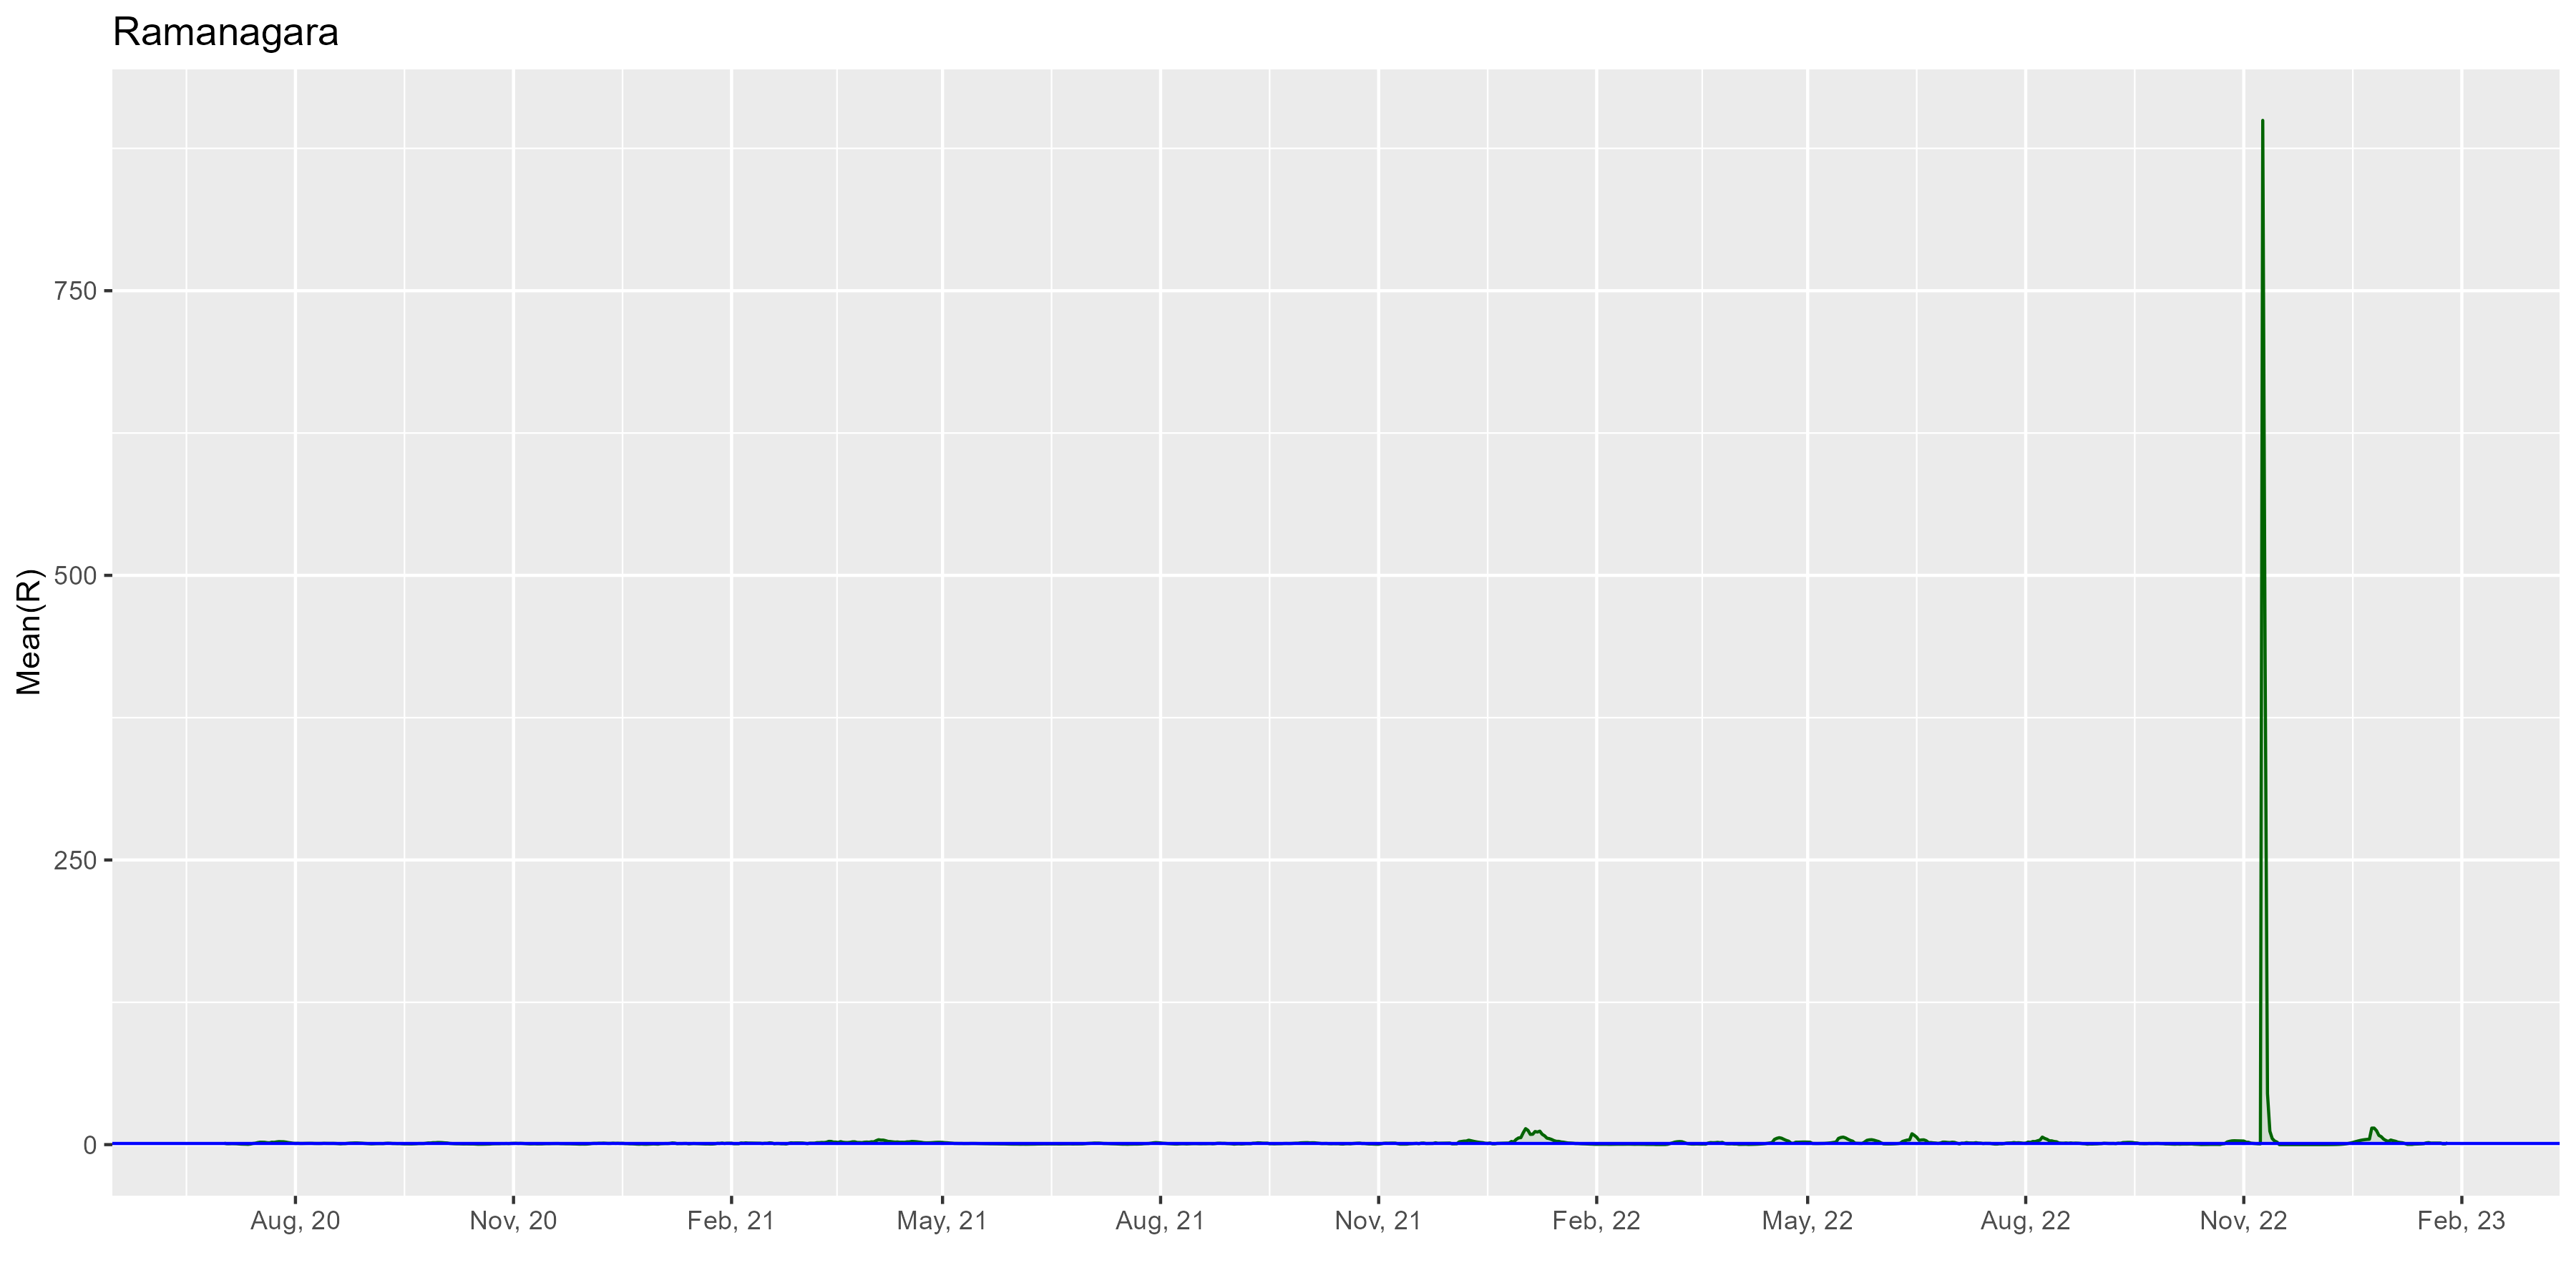 Ramanagara
Mean(R)
750
500
250
0
Aug, 20
Nov, 20
Feb, 21
May, 21
Aug, 21
Nov, 21
Feb, 22
May, 22
Aug, 22
Nov, 22
Feb, 23